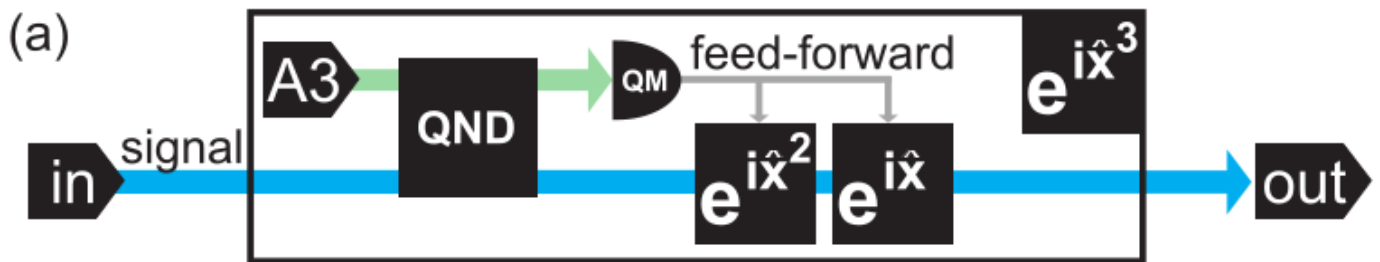 (a)
A3
QM
feed-forward
e^{ix̂^3}
QND
signal
in
e^{ix̂^2}
e^{ix̂}
out